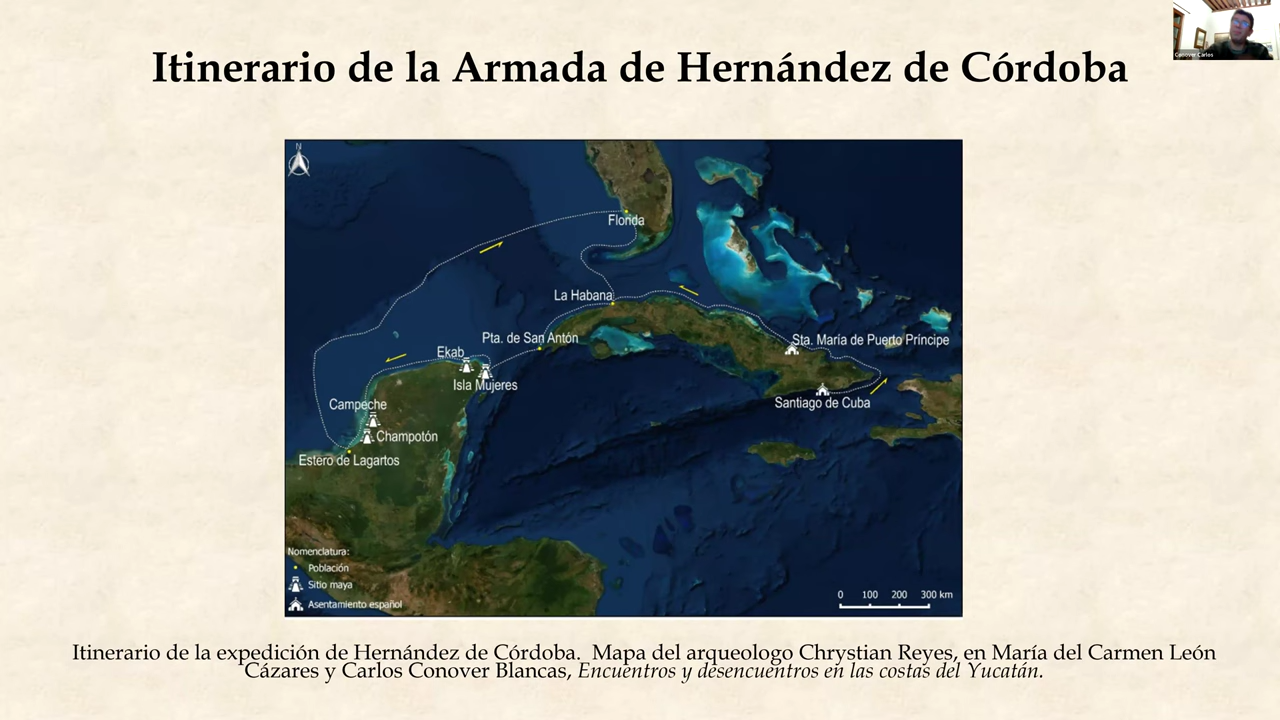 Conover Carlos
Itinerario de la Armada de Hernández de Córdoba
N
Florida
La Habana
Pta. de San Antón
Sta. María de Puerto Príncipe
Ekab
Isla Mujeres
Santiago de Cuba
Campeche
Champotón
Estero de Lagartos
Nomenclatura:
Población
Sitio maya
Asentamiento español
0 100 200 300 km
Itinerario de la expedición de Hernández de Córdoba. Mapa del arqueologo Chrystian Reyes, en María del Carmen León
Cázares y Carlos Conover Blancas, Encuentros y desencuentros en las costas del Yucatán.